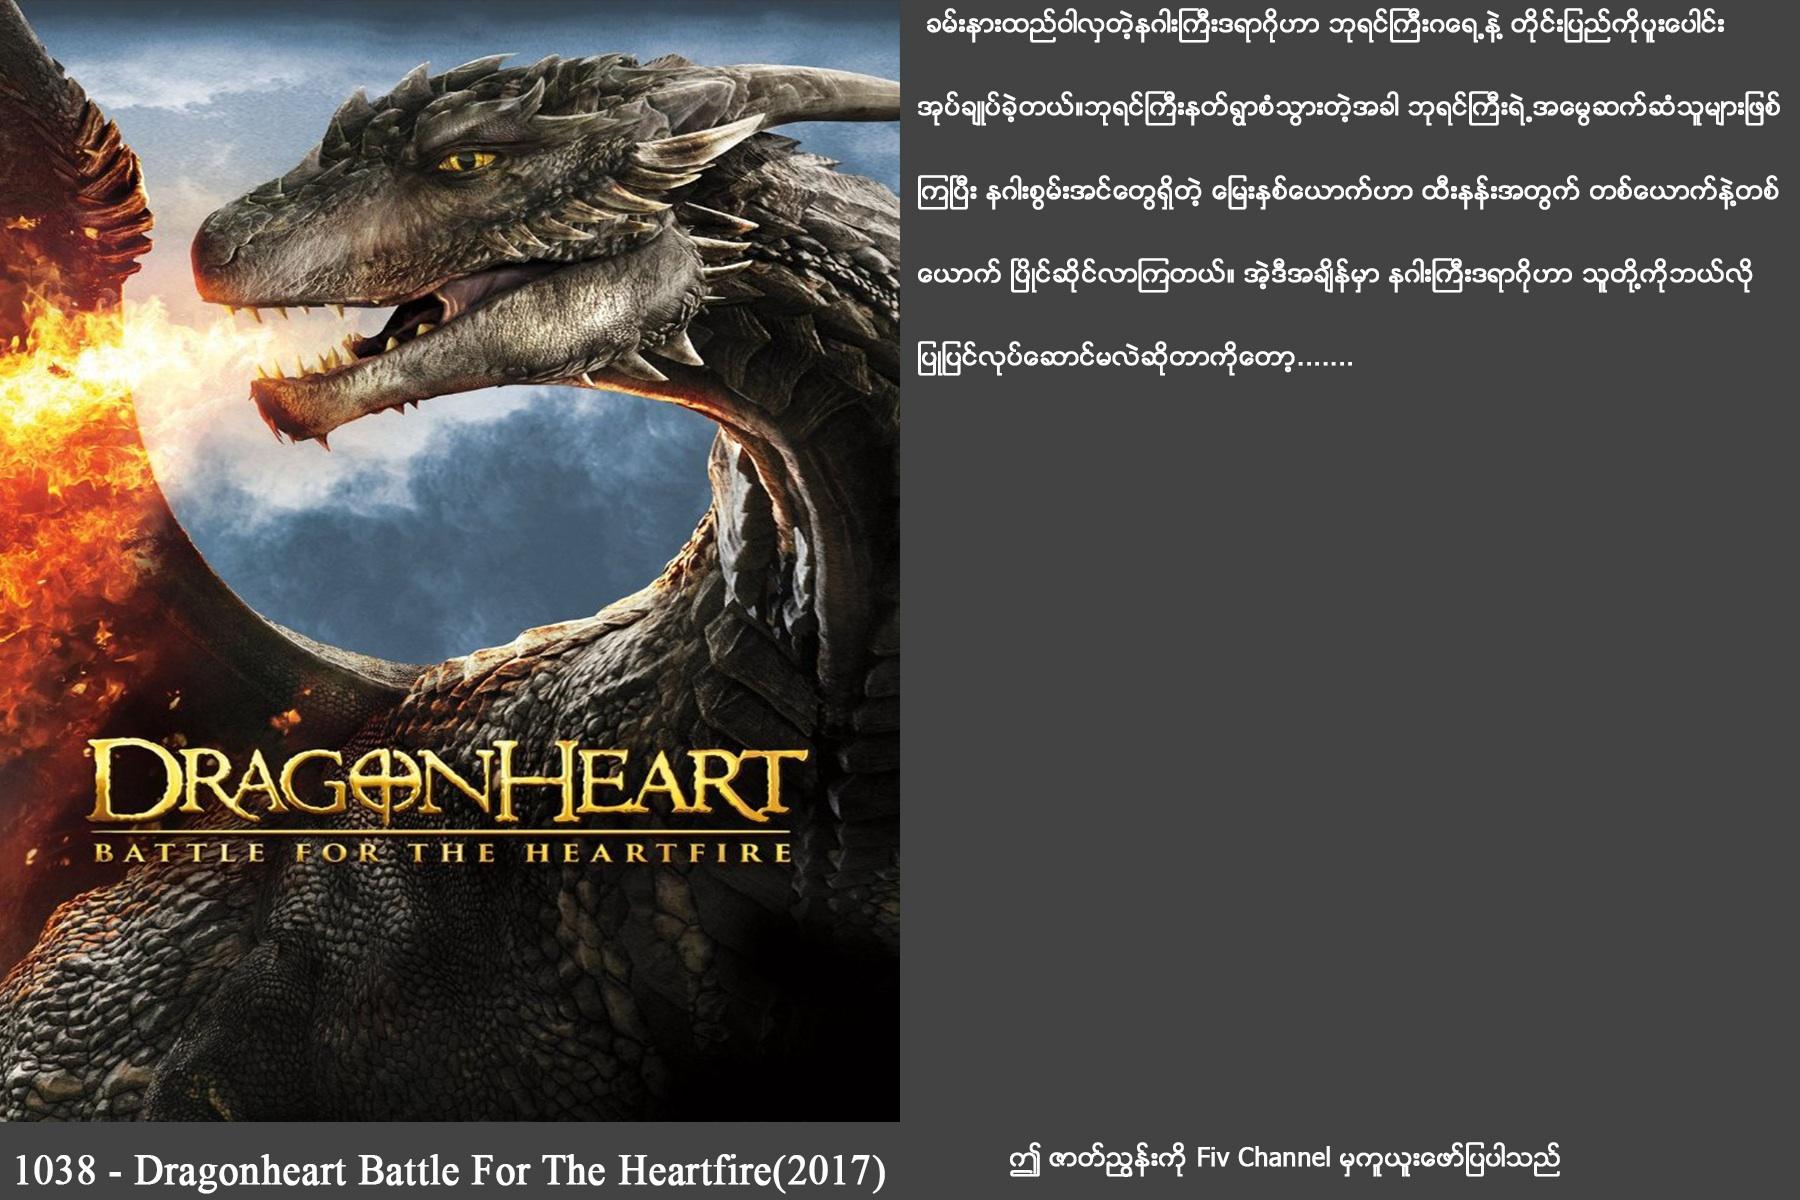 ခမ်းနားထည်ဝါလှတဲ့နဂါးကြီးဒရာဂိုဟာ ဘုရင်ကြီးဂရေ့နဲ့ တိုင်းပြည်ကိုပူးပေါင်း
အုပ်ချုပ်ခဲ့တယ်။ဘုရင်ကြီးနတ်ရွာစံသွားတဲ့အခါ ဘုရင်ကြီးရဲ့အမွေဆက်ဆံသူများဖြစ်
ကြပြီး နဂါးစွမ်းအင်တွေရှိတဲ့ မြေးနှစ်ယောက်ဟာ ထီးနန်းအတွက် တစ်ယောက်နဲ့တစ်
ယောက် ပြိုင်ဆိုင်လာကြတယ်။ အဲ့ဒီအချိန်မှာ နဂါးကြီးဒရာဂိုဟာ သူတို့ကိုဘယ်လို
ပြုပြင်လုပ်ဆောင်မလဲဆိုတာကိုတော့.......
DRAGONHEART
BATTLE FOR THE HEARTFIRE
1038 - Dragonheart Battle For The Heartfire(2017)
ဤ ဇာတ်ညွှန်းကို Fiv Channel မှကူယူးဖော်ပြပါသည်